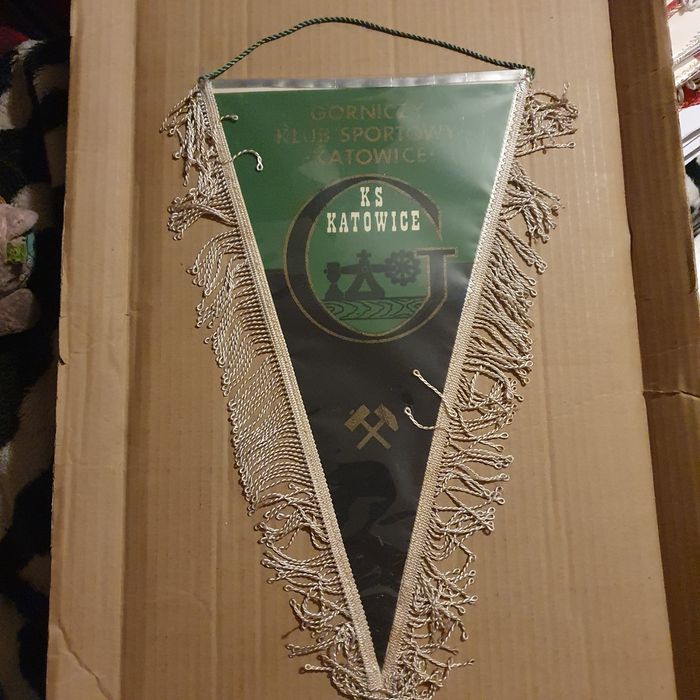 GÓRNICZY
KLUB SPORTOWY
·KATOWICE·
KS
KATOWICE
G